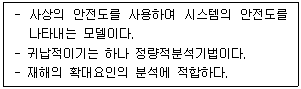 - 사상의 안전도를 사용하여 시스템의 안전도를
나타내는 모델이다.
- 귀납적이기는 하나 정량적분석기법이다.
- 재해의 확대요인의 분석에 적합하다.